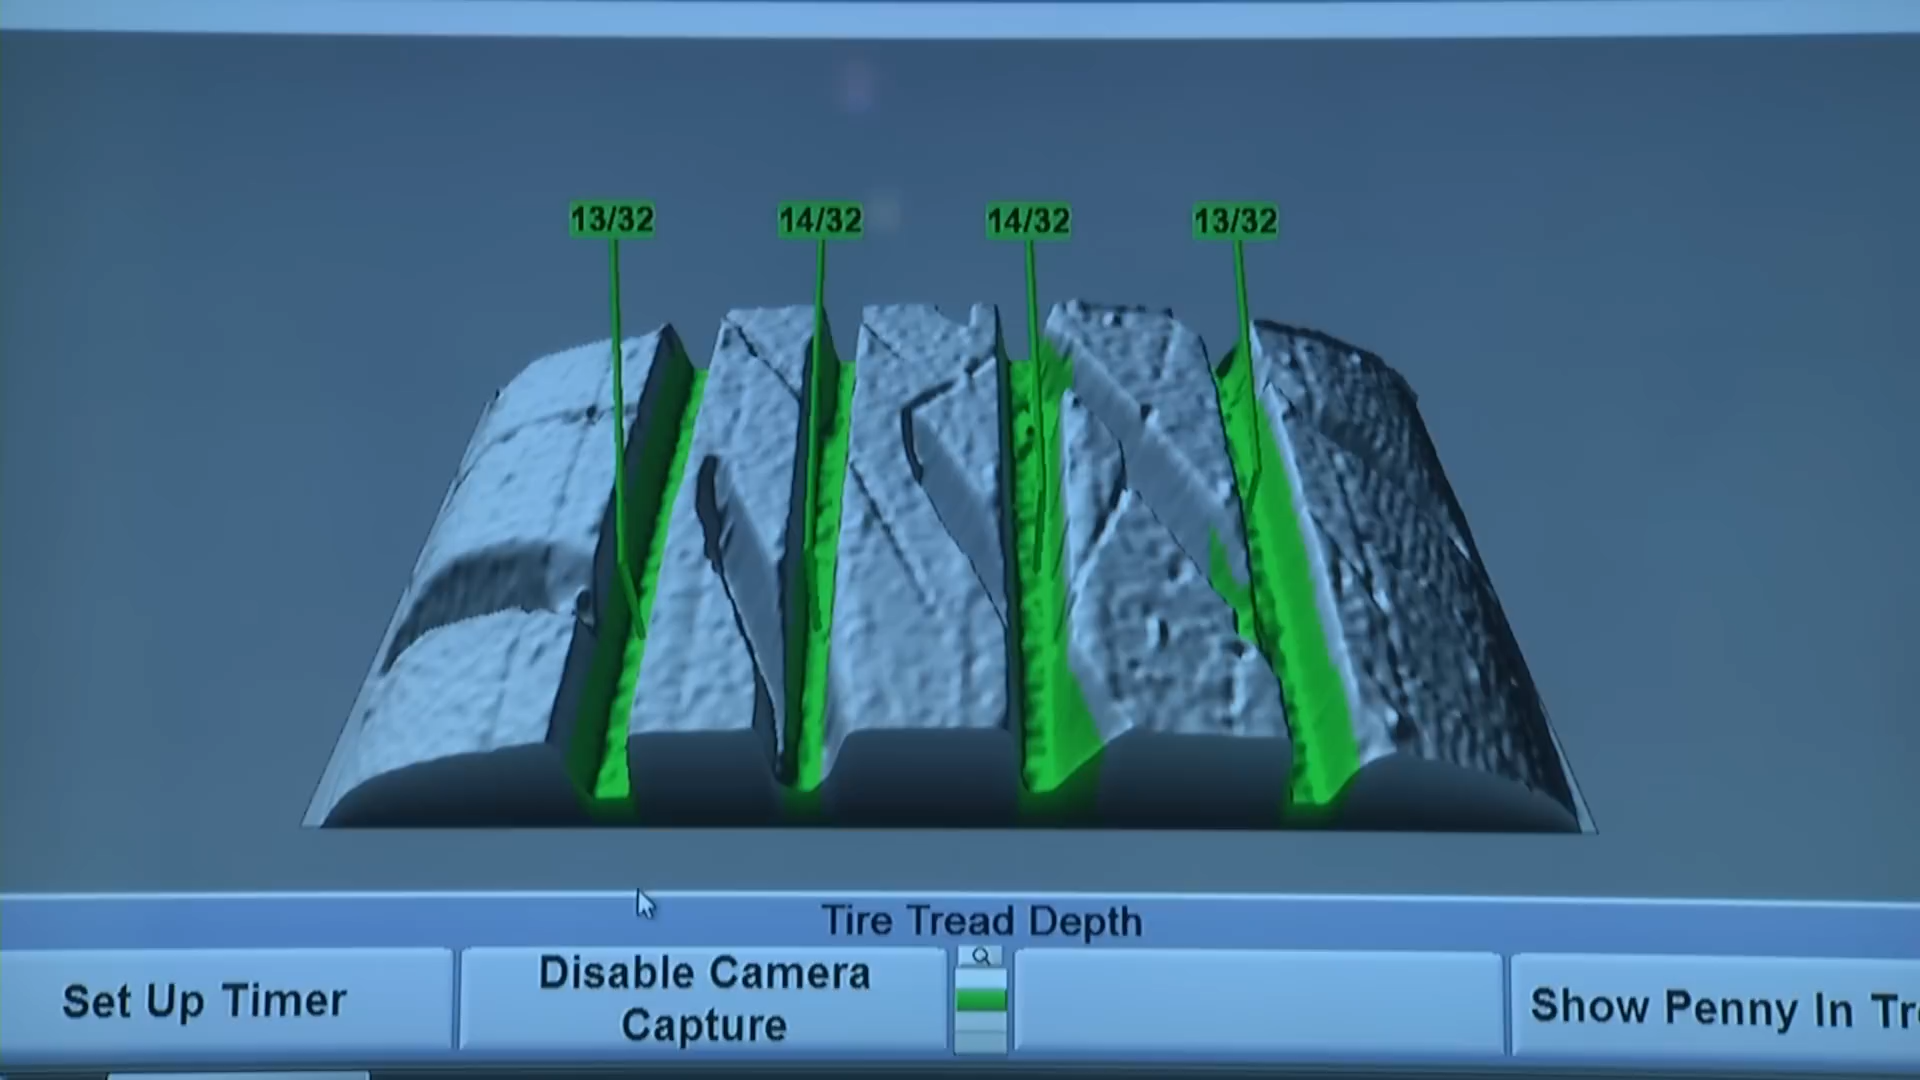 13/32 14/32 14/32 13/32
Tire Tread Depth
Set Up Timer
Disable Camera
Capture
Show Penny In